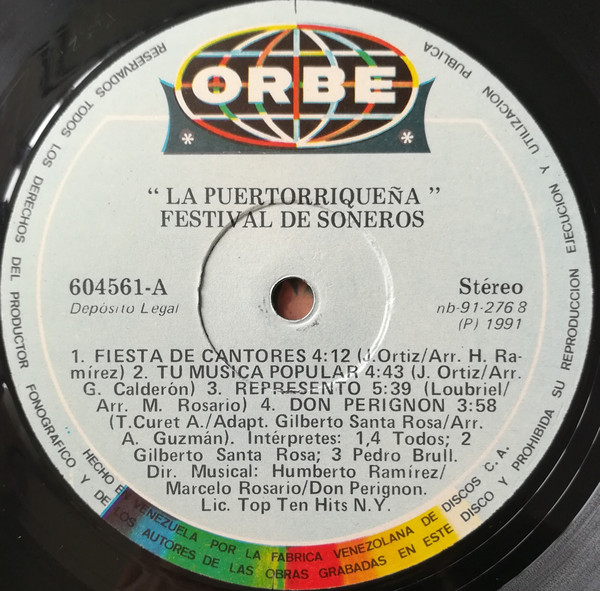 ORBE
* *
" LA PUERTORRIQUEÑA "
FESTIVAL DE SONEROS
604561-A
Depósito Legal
Stéreo
nb-91-2768
(P) 1991
1. FIESTA DE CANTORES 4:12 (J.Ortiz/Arr. H. Ra-
mírez) 2. TU MUSICA POPULAR 4:43 (J. Ortiz/Arr.
G. Calderón) 3. REPRESENTO 5:39 (Loubriel/
Arr. M. Rosario) 4. DON PERIGNON 3:58
(T.Curet A./Adapt. Gilberto Santa Rosa/Arr.
A. Guzmán). Intérpretes: 1,4 Todos; 2
Gilberto Santa Rosa; 3 Pedro Brull.
Dir. Musical: Humberto Ramírez/
Marcelo Rosario/Don Perignon.
Lic. Top Ten Hits N.Y.
HECHO EN VENEZUELA POR LA FABRICA VENEZOLANA DE DISCOS C. A.
RESERVADOS TODOS LOS DERECHOS DEL PRODUCTOR FONOGRAFICO Y DE LOS AUTORES DE LAS OBRAS GRABADAS EN ESTE DISCO Y PROHIBIDA SU REPRODUCCION EJECUCION Y UTILIZACION PUBLICA